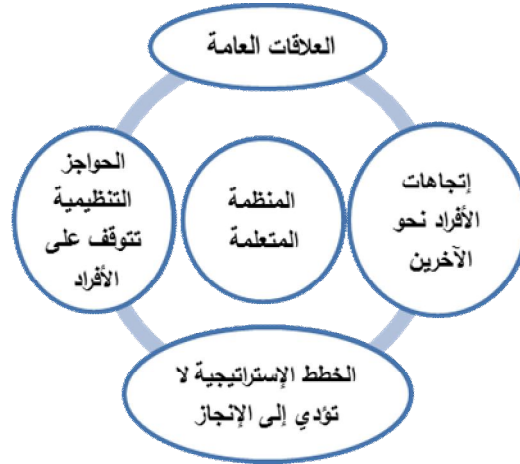 العلاقات العامة
إتجاهات
الأفراد نحو
الآخرين
المنظمة
المتعلمة
الحواجز
التنظيمية
تتوقف على
الأفراد
الخطط الإستراتيجية لا
تؤدي إلى الإنجاز